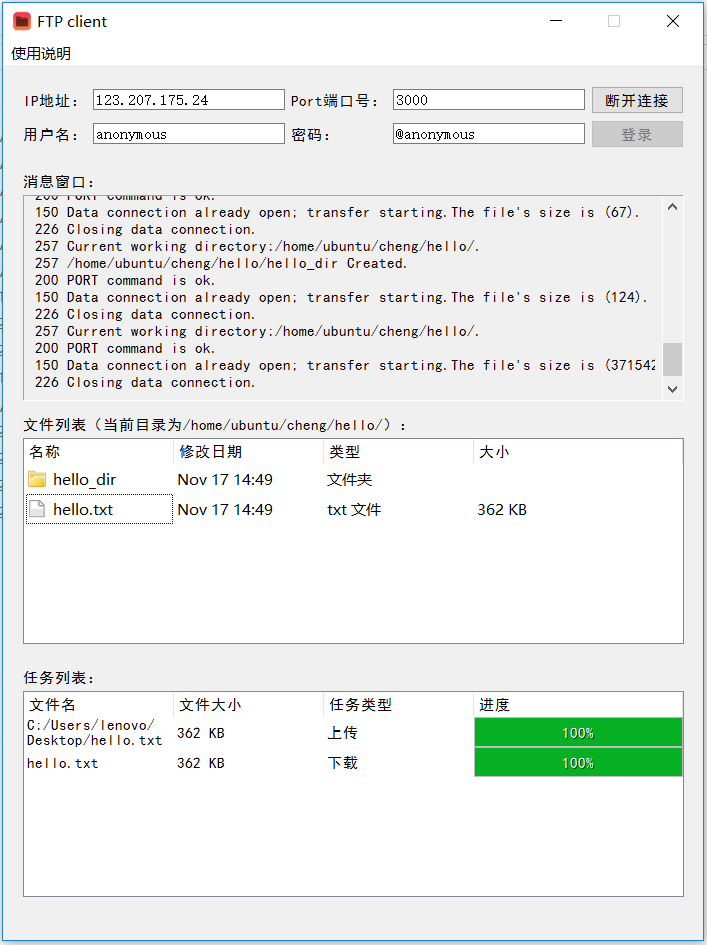 FTP client
使用说明
IP地址: 123.207.175.24 Port端口号: 3000 断开连接
用户名: anonymous 密码: @anonymous 登录
消息窗口:
200 PORT command is ok.
150 Data connection already open; transfer starting.The file's size is (67).
226 Closing data connection.
257 Current working directory:/home/ubuntu/cheng/hello/.
257 /home/ubuntu/cheng/hello/hello_dir Created.
200 PORT command is ok.
150 Data connection already open; transfer starting.The file's size is (124).
226 Closing data connection.
257 Current working directory:/home/ubuntu/cheng/hello/.
200 PORT command is ok.
150 Data connection already open; transfer starting.The file's size is (371542
226 Closing data connection.
文件列表（当前目录为/home/ubuntu/cheng/hello/）:
名称 修改日期 类型 大小
hello_dir Nov 17 14:49 文件夹
hello.txt Nov 17 14:49 txt 文件 362 KB
任务列表:
文件名 文件大小 任务类型 进度
C:/Users/lenovo/
Desktop/hello.txt 362 KB 上传 100%
hello.txt 362 KB 下载 100%